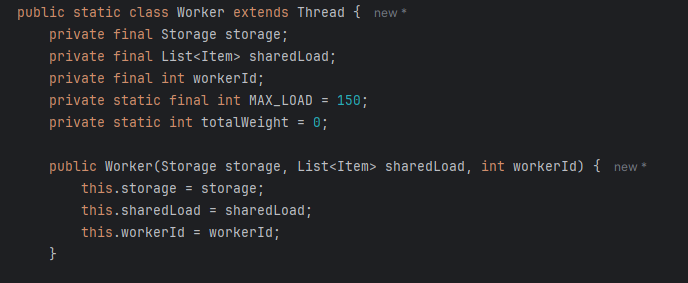 public static class Worker extends Thread { new *
    private final Storage storage;
    private final List<Item> sharedLoad;
    private final int workerId;
    private static final int MAX_LOAD = 150;
    private static int totalWeight = 0;

    public Worker(Storage storage, List<Item> sharedLoad, int workerId) { new *
        this.storage = storage;
        this.sharedLoad = sharedLoad;
        this.workerId = workerId;
    }